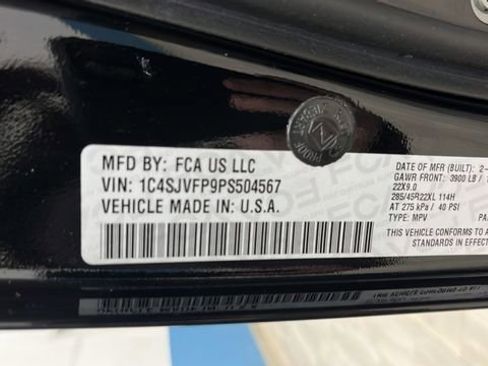 MFD BY: FCA US LLC
VIN: 1C4SJVFP9PS504567
VEHICLE MADE IN: U.S.A.
DATE OF MFR (BUILT): 2-
GAWR FRONT: 3900 LB /
22X9.0
285/45R22XL 114H
AT 275 kPa / 40 PSI
TYPE: MPV
THIS VEHICLE CONFORMS TO A
STANDARDS IN EFFECT